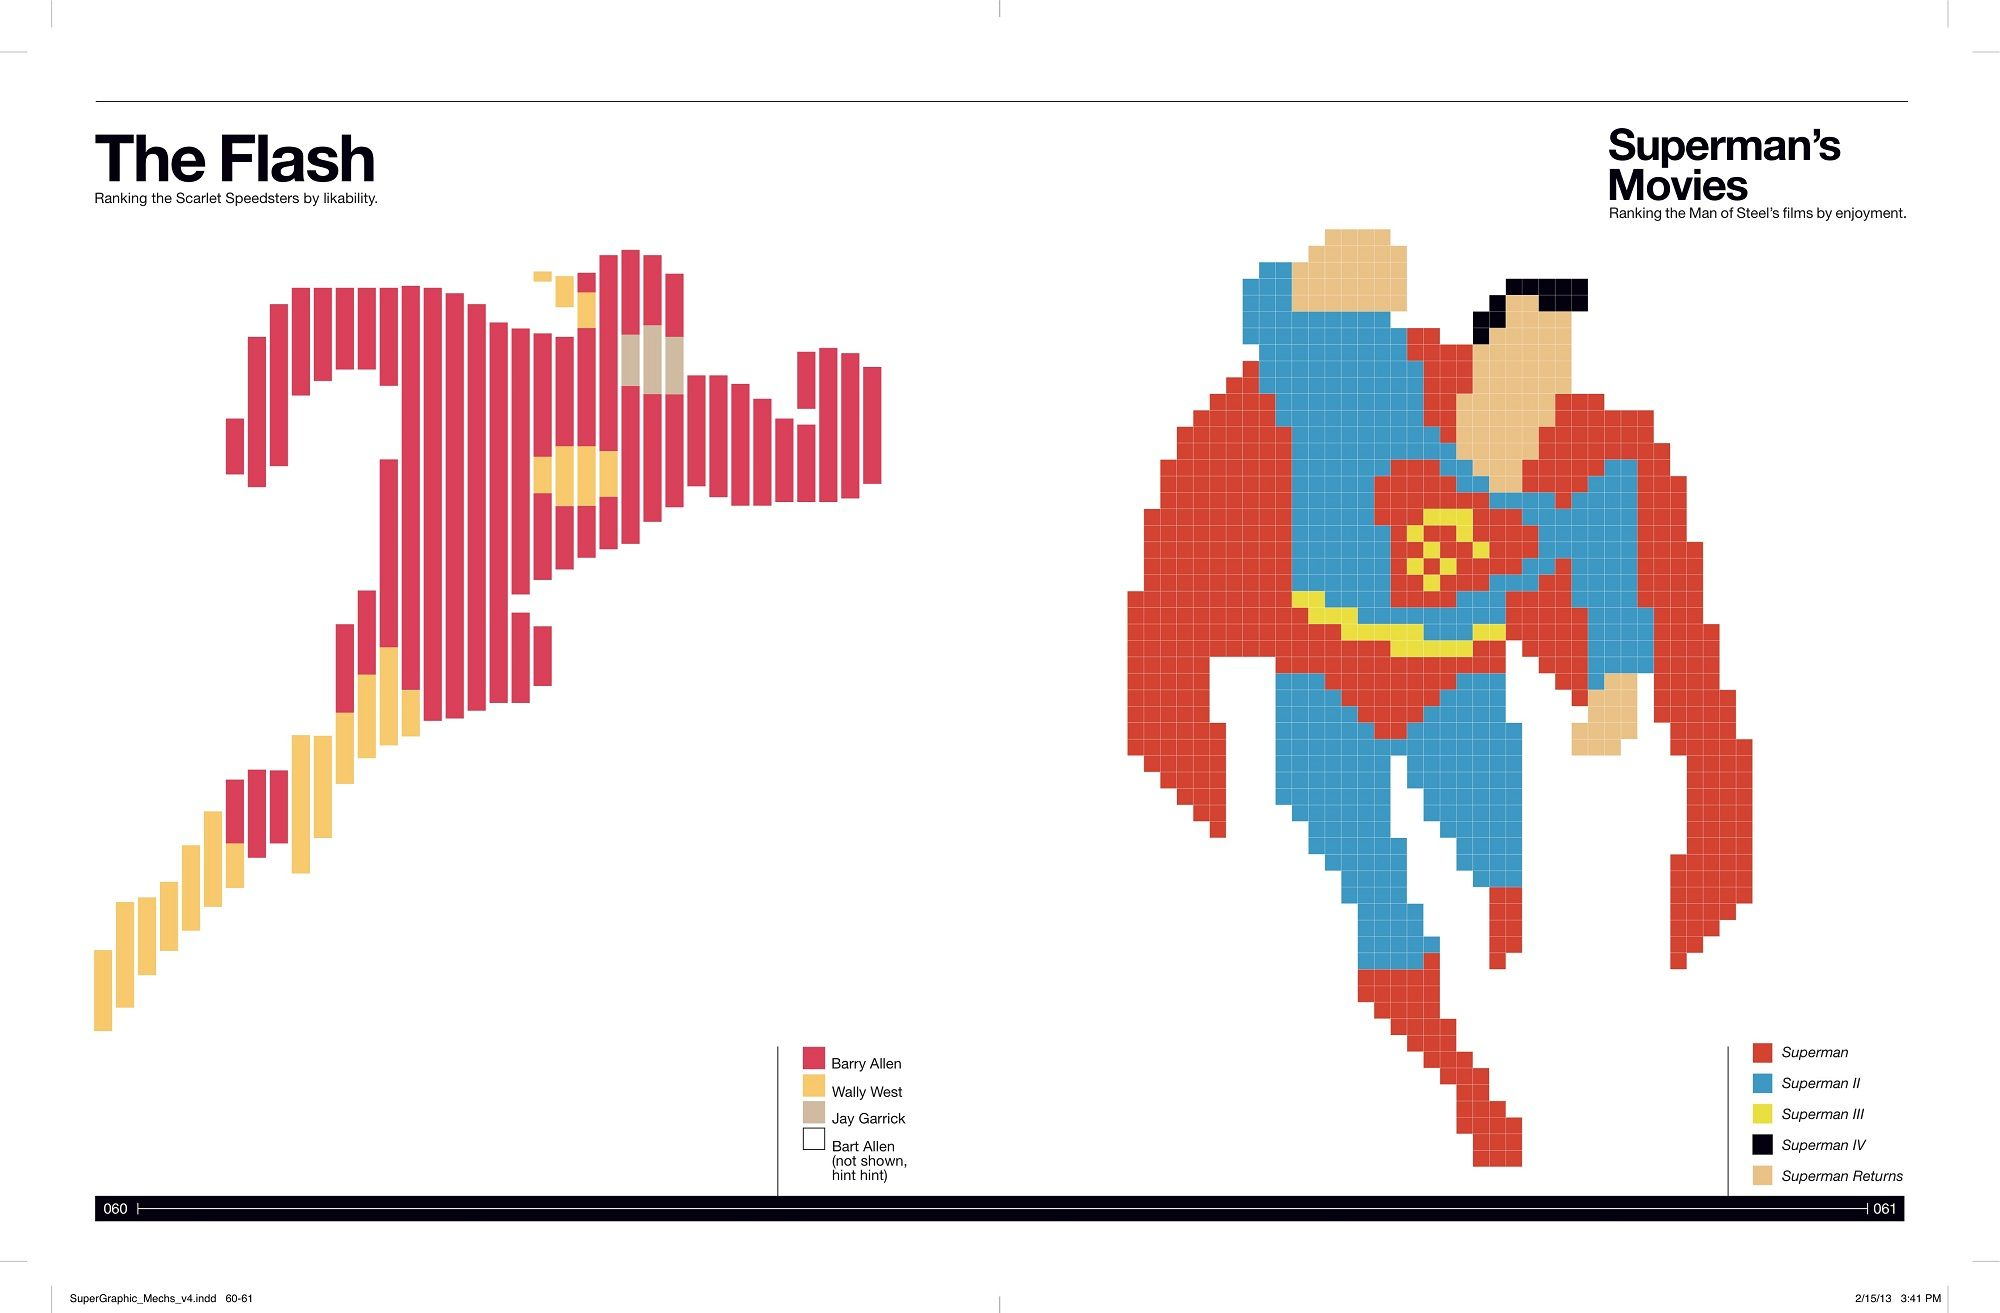 The Flash
Ranking the Scarlet Speedsters by likability.
Barry Allen
Wally West
Jay Garrick
Bart Allen
(not shown,
hint hint)
060
Superman's
Movies
Ranking the Man of Steel's films by enjoyment.
Superman
Superman II
Superman III
Superman IV
Superman Returns
061
SuperGraphic_Mechs_v4.indd 60-61
2/15/13 3:41 PM